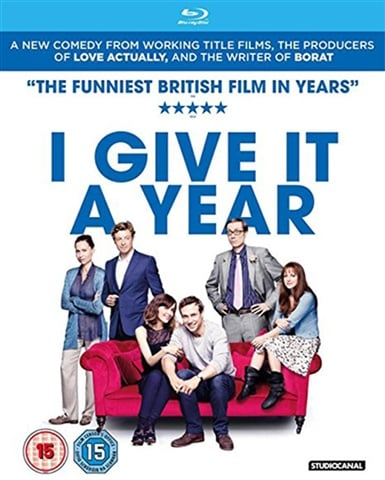 Blu-ray Disc
A NEW COMEDY FROM WORKING TITLE FILMS, THE PRODUCERS
OF LOVE ACTUALLY, AND THE WRITER OF BORAT
"THE FUNNIEST BRITISH FILM IN YEARS"
I GIVE IT
A YEAR
15
15
STUDIOCANAL